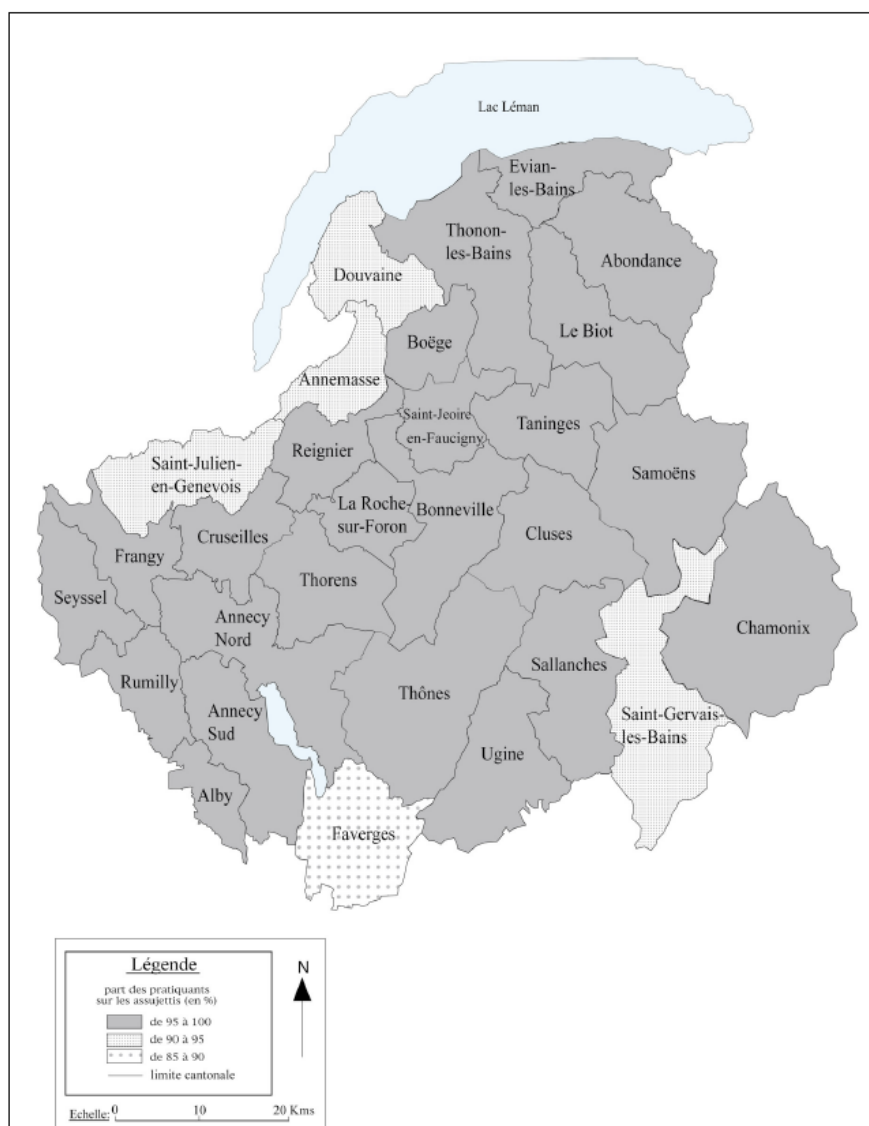 Lac Léman
Evian-
les-Bains
Thonon-
les-Bains
Abondance
Douvaine
Le Biot
Boëge
Annemasse
Saint-Jeoire
en-Faucigny
Taninges
Reignier
Saint-Julien-
en-Genevois
Samoëns
La Roche-
sur-Foron
Bonneville
Cruseilles
Cluses
Frangy
Thorens
Seyssel
Annecy
Nord
Chamonix
Sallanches
Rumilly
Thônes
Annecy
Sud
Saint-Gervais-
les-Bains
Ugine
Alby
Faverges
Légende
part des pratiquants
sur les assujettis (en %)
de 95 à 100
de 90 à 95
de 85 à 90
limite cantonale
N
Echelle: 0 10 20 Kms